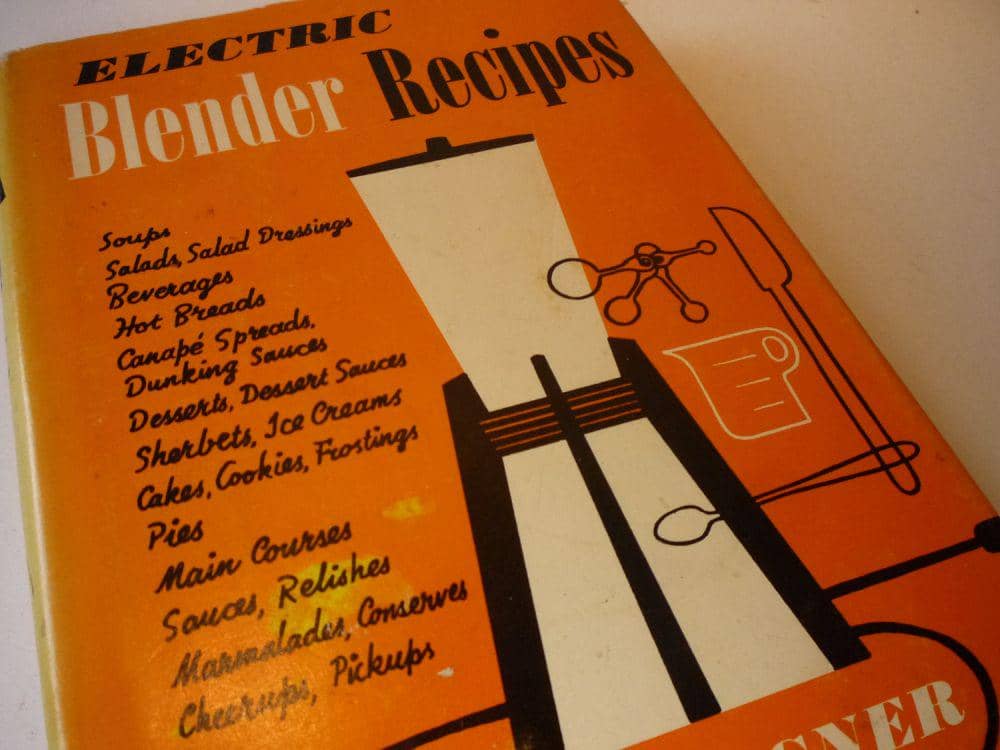 ELECTRIC
Blender Recipes
Soups
Salads, Salad Dressings
Beverages
Hot Breads
Canapé Spreads,
Dunking Sauces
Desserts, Dessert Sauces
Sherbets, Ice Creams
Cakes, Cookies, Frostings
Pies
Main Courses
Sauces, Relishes
Marmalades, Conserves
Cheerups, Pickups